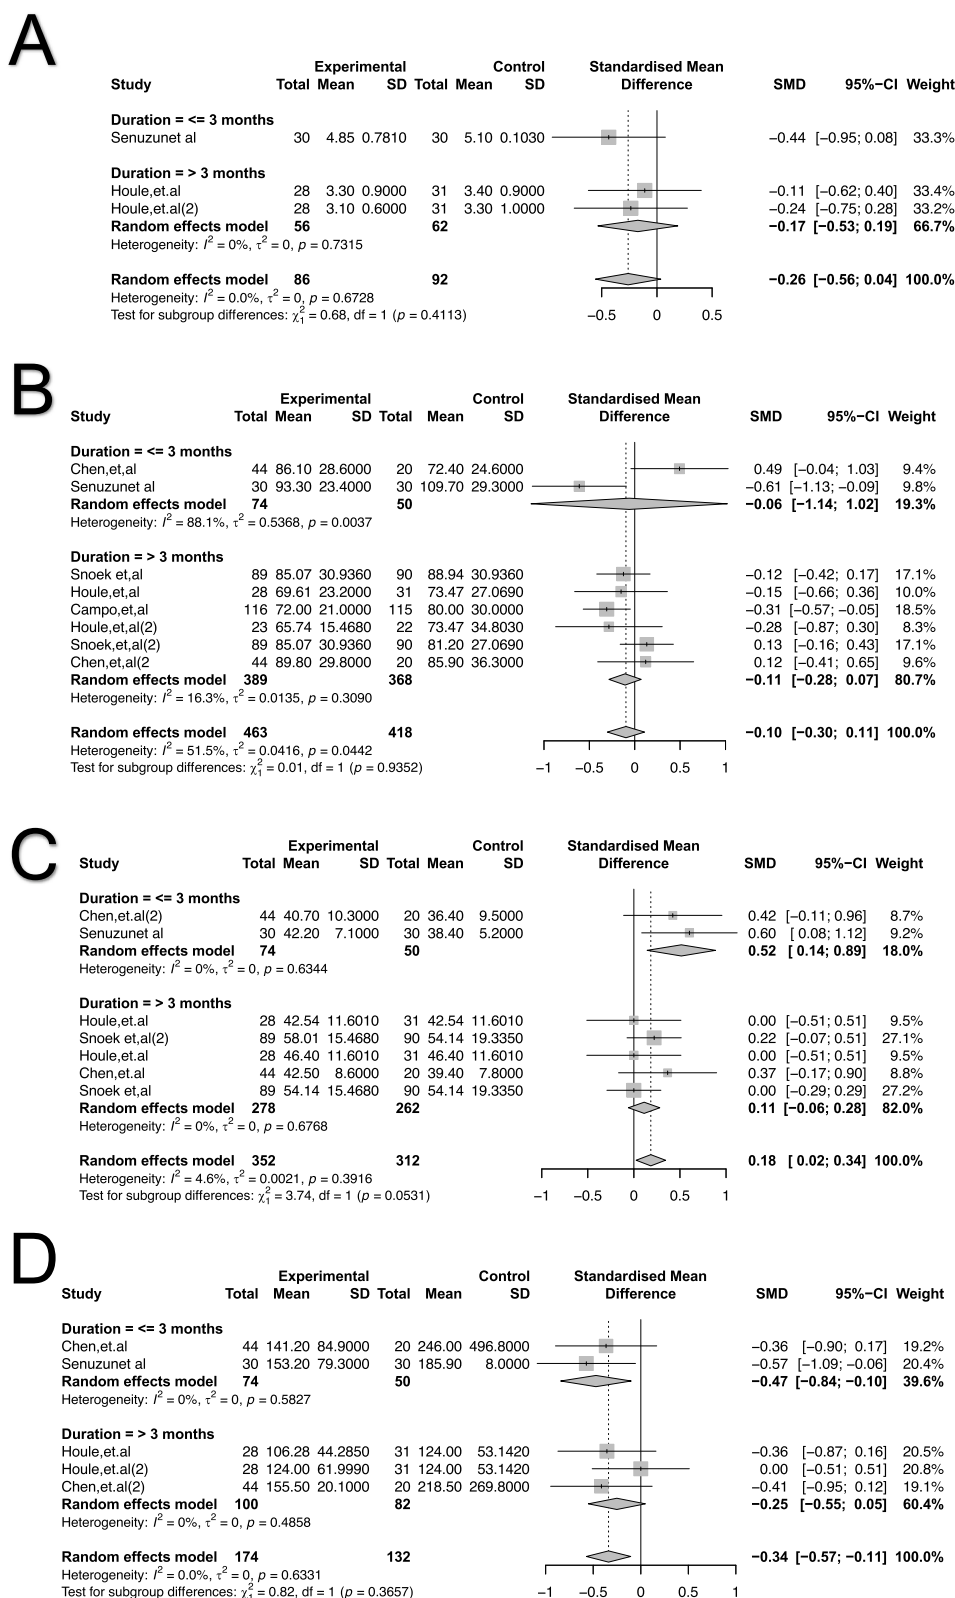 A
Experimental Control Standardised Mean
Study Total Mean SD Total Mean SD Difference SMD 95%−CI Weight
Duration = <= 3 months
Senuzunet al 30 4.85 0.7810 30 5.10 0.1030 −0.44 [−0.95; 0.08] 33.3%
Duration = > 3 months
Houle,et.al 28 3.30 0.9000 31 3.40 0.9000 −0.11 [−0.62; 0.40] 33.4%
Houle,et.al(2) 28 3.10 0.6000 31 3.30 1.0000 −0.24 [−0.75; 0.28] 33.2%
Random effects model 56 62 −0.17 [−0.53; 0.19] 66.7%
Heterogeneity: I² = 0%, τ² = 0, p = 0.7315
Random effects model 86 92 −0.26 [−0.56; 0.04] 100.0%
Heterogeneity: I² = 0.0%, τ² = 0, p = 0.6728
Test for subgroup differences: χ²₁ = 0.68, df = 1 (p = 0.4113)
−0.5 0 0.5
B
Experimental Control Standardised Mean
Study Total Mean SD Total Mean SD Difference SMD 95%−CI Weight
Duration = <= 3 months
Chen,et,al 44 86.10 28.6000 20 72.40 24.6000 0.49 [−0.04; 1.03] 9.4%
Senuzunet al 30 93.30 23.4000 30 109.70 29.3000 −0.61 [−1.13; −0.09] 9.8%
Random effects model 74 50 −0.06 [−1.14; 1.02] 19.3%
Heterogeneity: I² = 88.1%, τ² = 0.5368, p = 0.0037
Duration = > 3 months
Snoek et,al 89 85.07 30.9360 90 88.94 30.9360 −0.12 [−0.42; 0.17] 17.1%
Houle,et,al 28 69.61 23.2000 31 73.47 27.0690 −0.15 [−0.66; 0.36] 10.0%
Campo,et,al 116 72.00 21.0000 115 80.00 30.0000 −0.31 [−0.57; −0.05] 18.5%
Houle,et,al(2) 23 65.74 15.4680 22 73.47 34.8030 −0.28 [−0.87; 0.30] 8.3%
Snoek,et,al(2) 89 85.07 30.9360 90 81.20 27.0690 0.13 [−0.16; 0.43] 17.1%
Chen,et,al(2 44 89.80 29.8000 20 85.90 36.3000 0.12 [−0.41; 0.65] 9.6%
Random effects model 389 368 −0.11 [−0.28; 0.07] 80.7%
Heterogeneity: I² = 16.3%, τ² = 0.0135, p = 0.3090
Random effects model 463 418 −0.10 [−0.30; 0.11] 100.0%
Heterogeneity: I² = 51.5%, τ² = 0.0416, p = 0.0442
Test for subgroup differences: χ²₁ = 0.01, df = 1 (p = 0.9352)
−1 −0.5 0 0.5 1
C
Experimental Control Standardised Mean
Study Total Mean SD Total Mean SD Difference SMD 95%−CI Weight
Duration = <= 3 months
Chen,et.al(2) 44 40.70 10.3000 20 36.40 9.5000 0.42 [−0.11; 0.96] 8.7%
Senuzunet al 30 42.20 7.1000 30 38.40 5.2000 0.60 [ 0.08; 1.12] 9.2%
Random effects model 74 50 0.52 [ 0.14; 0.89] 18.0%
Heterogeneity: I² = 0%, τ² = 0, p = 0.6344
Duration = > 3 months
Houle,et.al 28 42.54 11.6010 31 42.54 11.6010 0.00 [−0.51; 0.51] 9.5%
Snoek et,al(2) 89 58.01 15.4680 90 54.14 19.3350 0.22 [−0.07; 0.51] 27.1%
Houle,et.al 28 46.40 11.6010 31 46.40 11.6010 0.00 [−0.51; 0.51] 9.5%
Chen,et.al 44 42.50 8.6000 20 39.40 7.8000 0.37 [−0.17; 0.90] 8.8%
Snoek et,al 89 54.14 15.4680 90 54.14 19.3350 0.00 [−0.29; 0.29] 27.2%
Random effects model 278 262 0.11 [−0.06; 0.28] 82.0%
Heterogeneity: I² = 0%, τ² = 0, p = 0.6768
Random effects model 352 312 0.18 [ 0.02; 0.34] 100.0%
Heterogeneity: I² = 4.6%, τ² = 0.0021, p = 0.3916
Test for subgroup differences: χ²₁ = 3.74, df = 1 (p = 0.0531)
−1 −0.5 0 0.5 1
D
Experimental Control Standardised Mean
Study Total Mean SD Total Mean SD Difference SMD 95%−CI Weight
Duration = <= 3 months
Chen,et.al 44 141.20 84.9000 20 246.00 496.8000 −0.36 [−0.90; 0.17] 19.2%
Senuzunet al 30 153.20 79.3000 30 185.90 8.0000 −0.57 [−1.09; −0.06] 20.4%
Random effects model 74 50 −0.47 [−0.84; −0.10] 39.6%
Heterogeneity: I² = 0%, τ² = 0, p = 0.5827
Duration = > 3 months
Houle,et.al 28 106.28 44.2850 31 124.00 53.1420 −0.36 [−0.87; 0.16] 20.5%
Houle,et.al(2) 28 124.00 61.9990 31 124.00 53.1420 0.00 [−0.51; 0.51] 20.8%
Chen,et.al(2) 44 155.50 20.1000 20 218.50 269.8000 −0.41 [−0.95; 0.12] 19.1%
Random effects model 100 82 −0.25 [−0.55; 0.05] 60.4%
Heterogeneity: I² = 0%, τ² = 0, p = 0.4858
Random effects model 174 132 −0.34 [−0.57; −0.11] 100.0%
Heterogeneity: I² = 0.0%, τ² = 0, p = 0.6331
Test for subgroup differences: χ²₁ = 0.82, df = 1 (p = 0.3657)
−1 −0.5 0 0.5 1